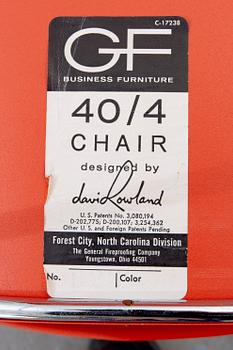 C-17238
GF
BUSINESS FURNITURE
40/4
CHAIR
designed by
david Rowland
U.S. Patents No. 3,080,194
D-202,775; D-200,107; 3,254,362
Other U.S. and Foreign Patents Pending
Forest City, North Carolina Division
The General Fireproofing Company
Youngstown, Ohio 44501
No. Color